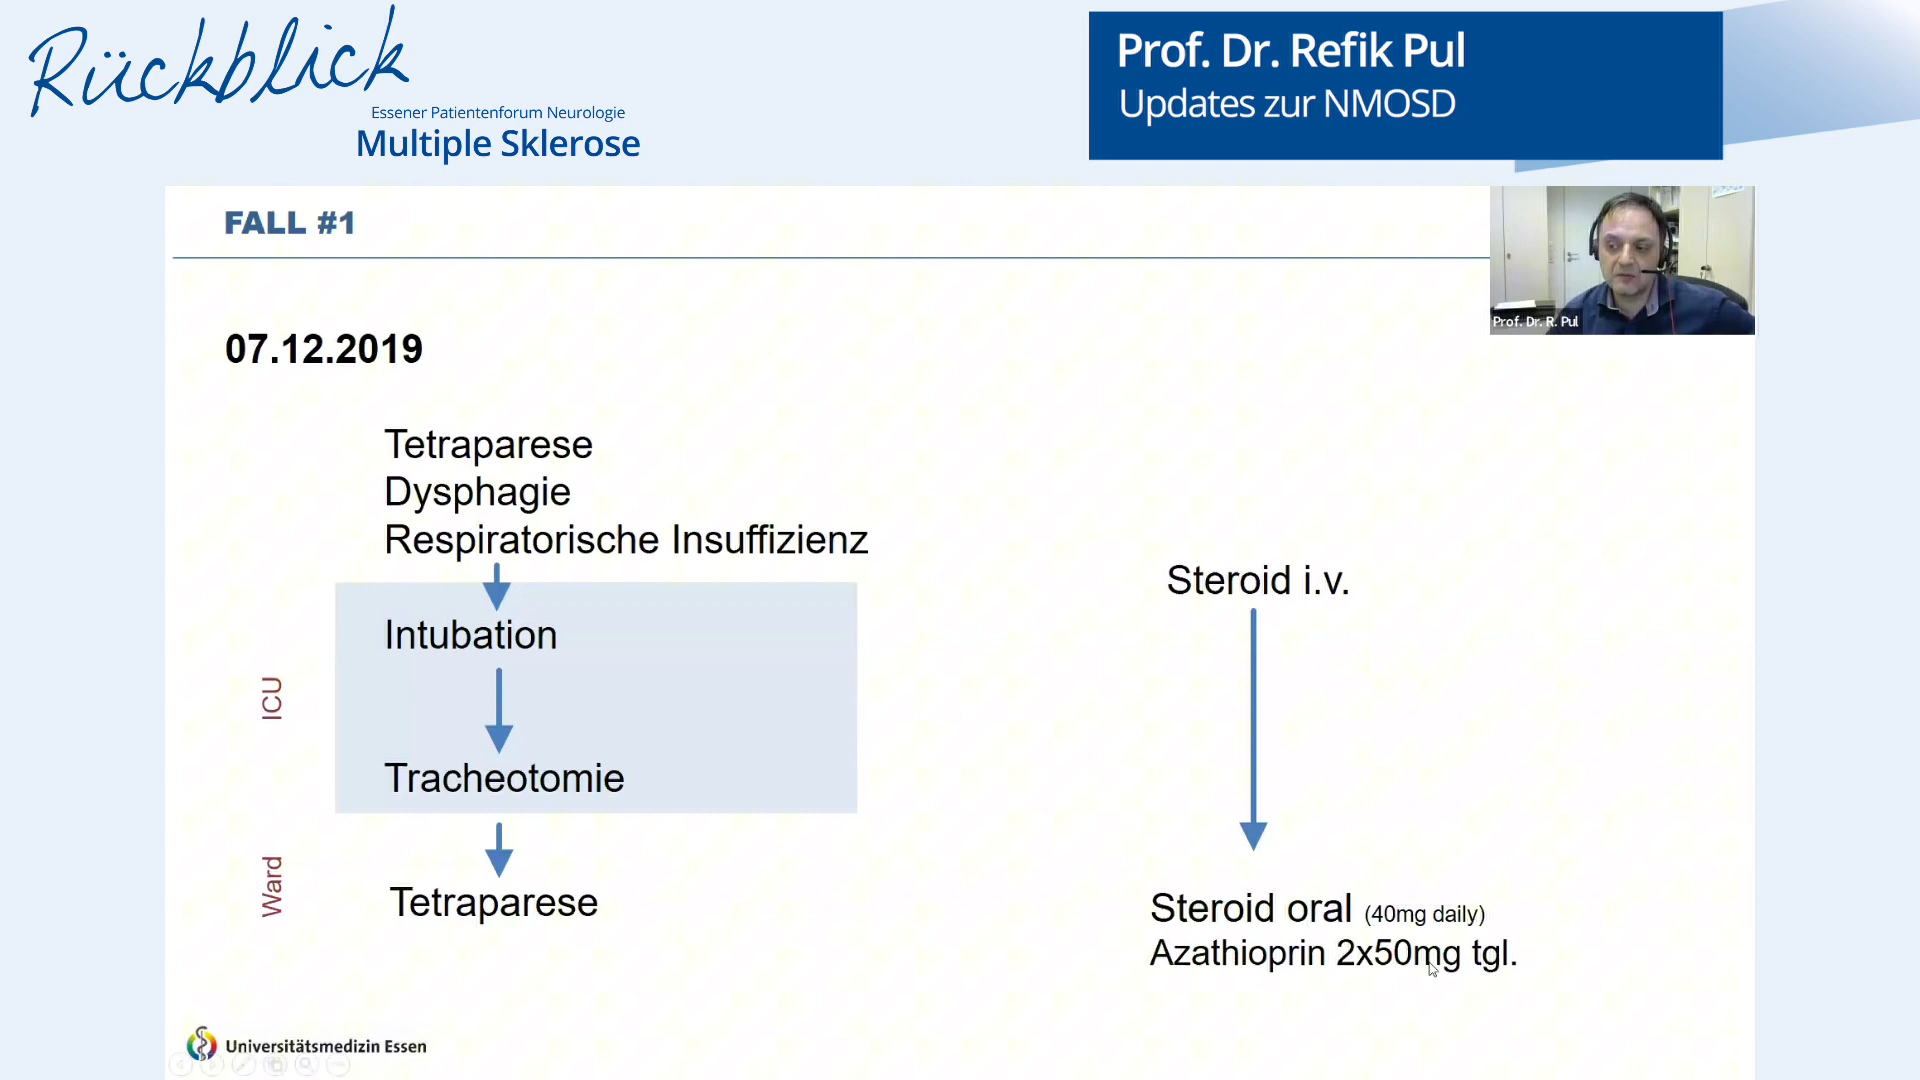 Rückblick
Essener Patientenforum Neurologie
Multiple Sklerose
Prof. Dr. Refik Pul
Updates zur NMOSD
FALL #1
Prof. Dr. R. Pul
07.12.2019
Tetraparese
Dysphagie
Respiratorische Insuffizienz
Intubation
Tracheotomie
Tetraparese
ICU
Ward
Steroid i.v.
Steroid oral (40mg daily)
Azathioprin 2x50mg tgl.
Universitätsmedizin Essen